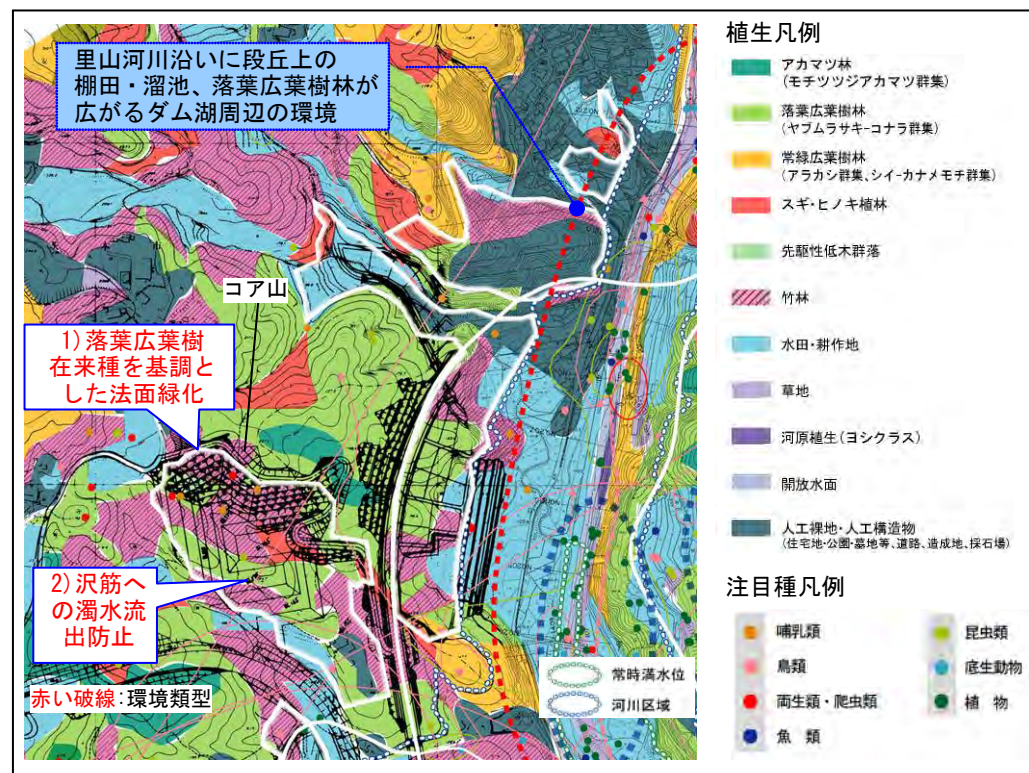 里山河川沿いに段丘上の
棚田・溜池、落葉広葉樹林が
広がるダム湖周辺の環境
コア山
1)落葉広葉樹
在来種を基調と
した法面緑化
2)沢筋へ
の濁水流
出防止
赤い破線:環境類型
常時満水位
河川区域
植生凡例
アカマツ林
(モチツツジアカマツ群集)
落葉広葉樹林
(ヤブムラサキ-コナラ群集)
常緑広葉樹林
(アラカシ群集、シイ-カナメモチ群集)
スギ・ヒノキ植林
先駆性低木群落
竹林
水田・耕作地
草地
河原植生(ヨシクラス)
開放水面
人工裸地・人工構造物
(住宅地・公園・墓地等、道路、造成地、採石場)
注目種凡例
哺乳類
鳥類
両生類・爬虫類
魚類
昆虫類
底生動物
植物